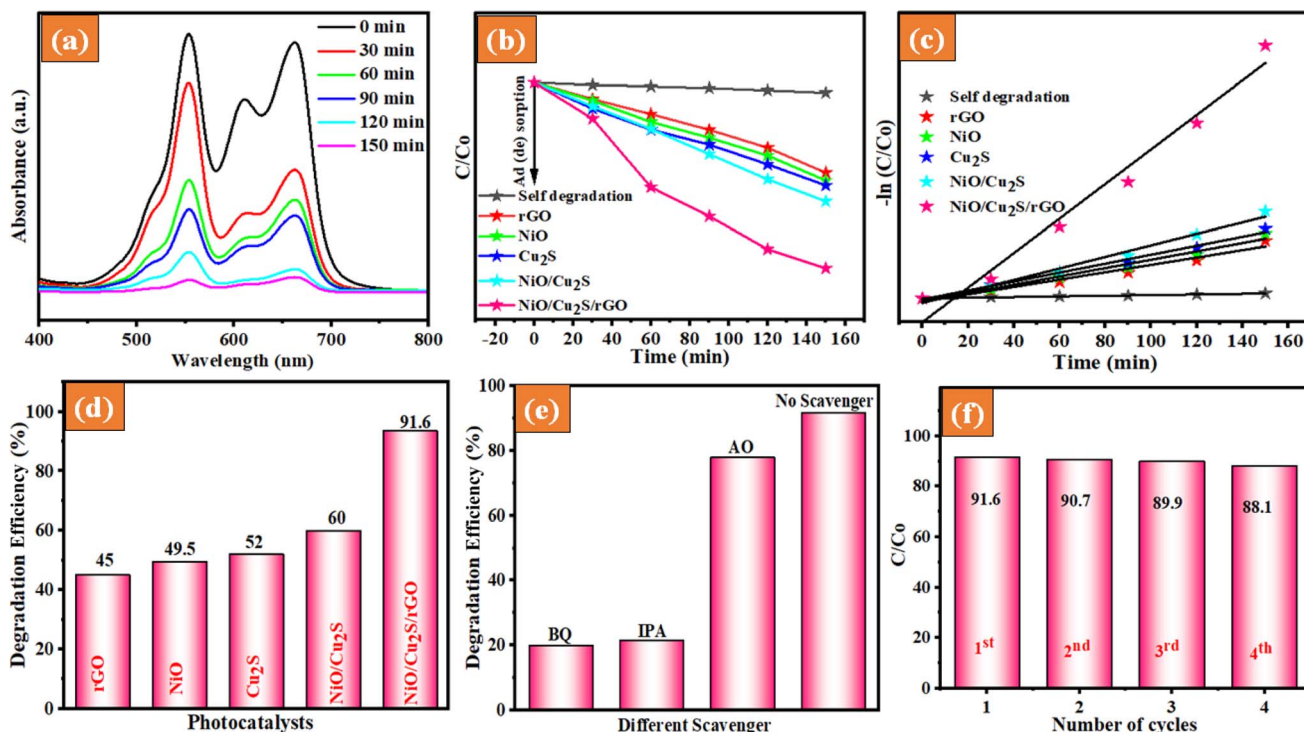 (a)
0 min
30 min
60 min
90 min
120 min
150 min
Absorbance (a.u.)
400 500 600 700 800
Wavelength (nm)
(b)
C/Co
Ad (de) sorption
Self degradation
rGO
NiO
Cu₂S
NiO/Cu₂S
NiO/Cu₂S/rGO
-20 0 20 40 60 80 100 120 140 160
Time (min)
(c)
-ln (C/Co)
Self degradation
rGO
NiO
Cu₂S
NiO/Cu₂S
NiO/Cu₂S/rGO
0 20 40 60 80 100 120 140 160
Time (min)
(d)
Degradation Efficiency (%)
100
80
60
40
20
0
45
49.5
52
60
91.6
rGO
NiO
Cu₂S
NiO/Cu₂S
NiO/Cu₂S/rGO
Photocatalysts
(e)
Degradation Efficiency (%)
100
80
60
40
20
0
BQ
IPA
AO
No Scavenger
Different Scavenger
(f)
C/Co
100
80
60
40
20
0
91.6
90.7
89.9
88.1
1ˢᵗ
2ⁿᵈ
3ʳᵈ
4ᵗʰ
1 2 3 4
Number of cycles